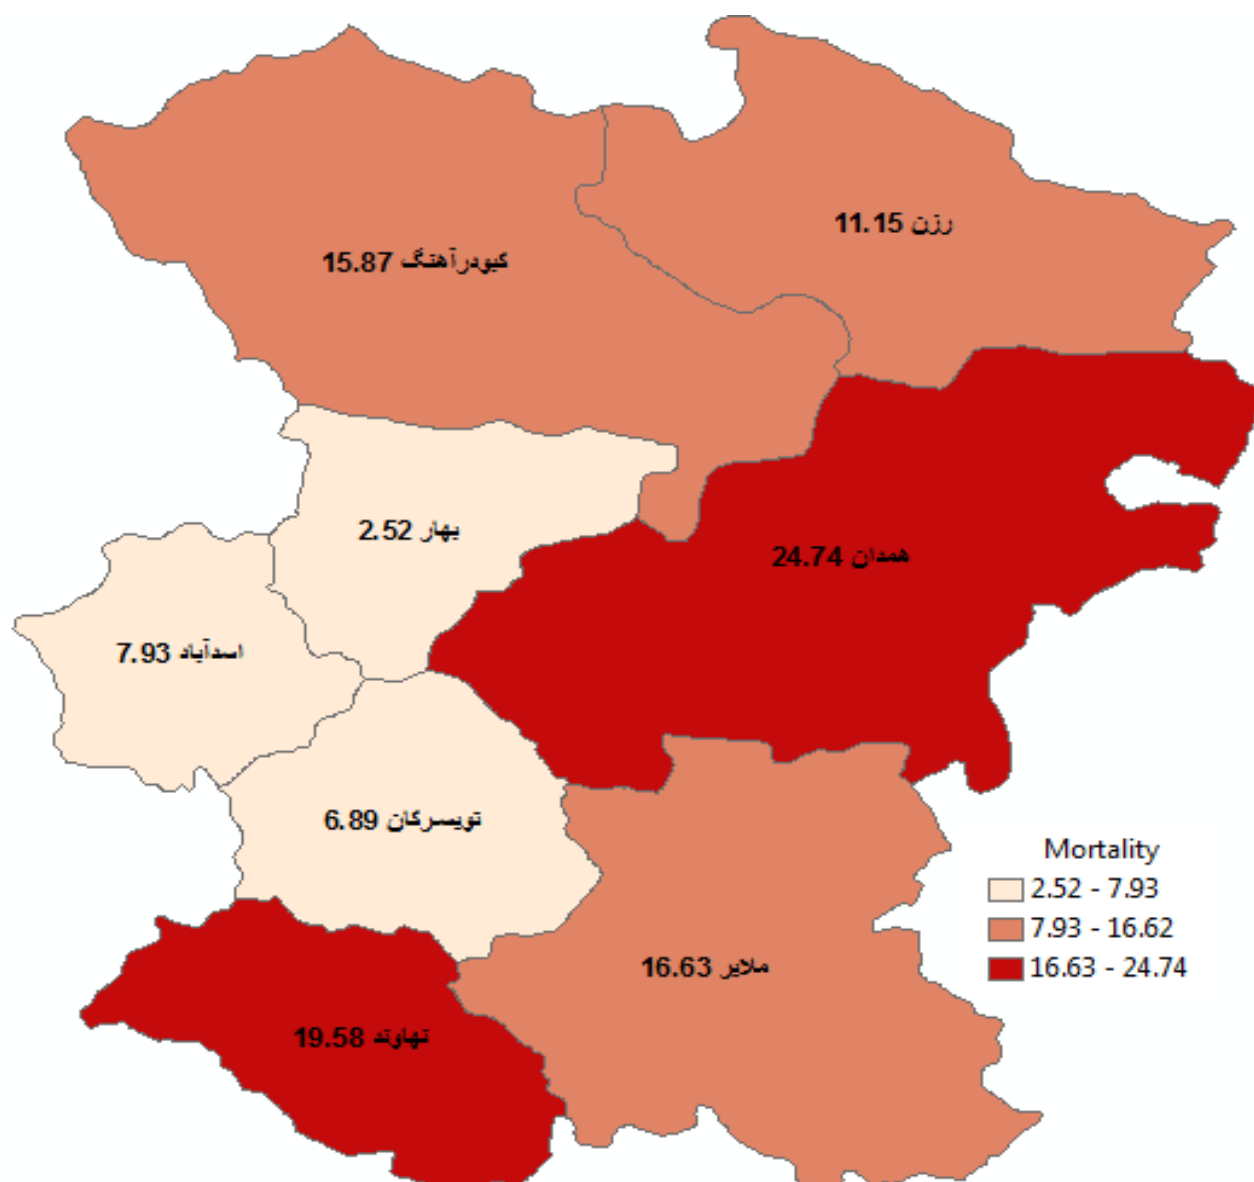 رزن 11.15
کبودرآهنگ 15.87
بهار 2.52
همدان 24.74
اسدآباد 7.93
تویسرکان 6.89
ملایر 16.63
نهاوند 19.58
Mortality
2.52 - 7.93
7.93 - 16.62
16.63 - 24.74